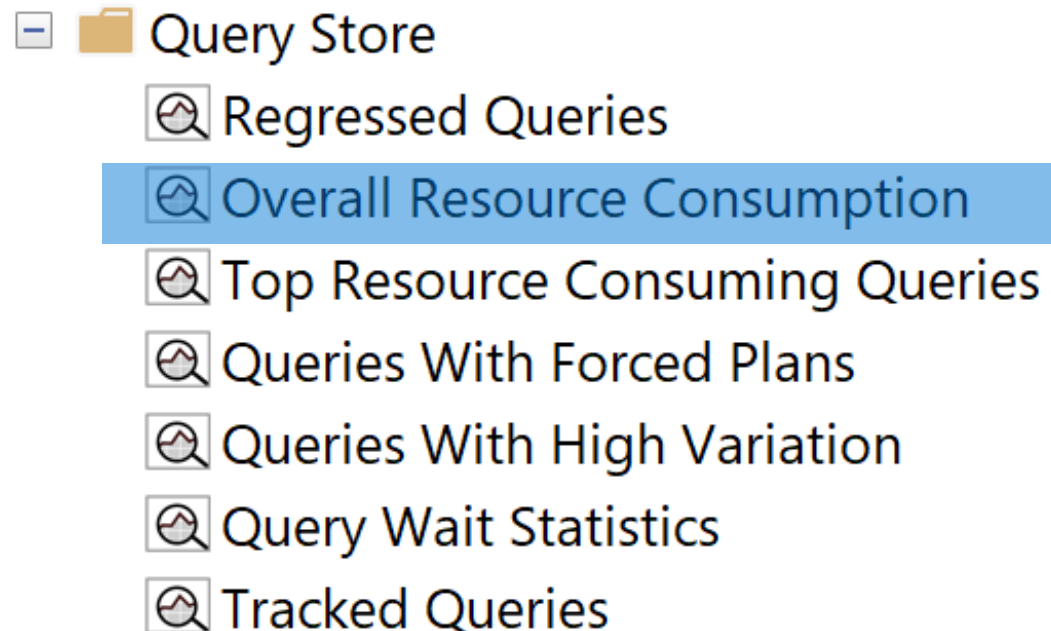 Query Store
Regressed Queries
Overall Resource Consumption
Top Resource Consuming Queries
Queries With Forced Plans
Queries With High Variation
Query Wait Statistics
Tracked Queries